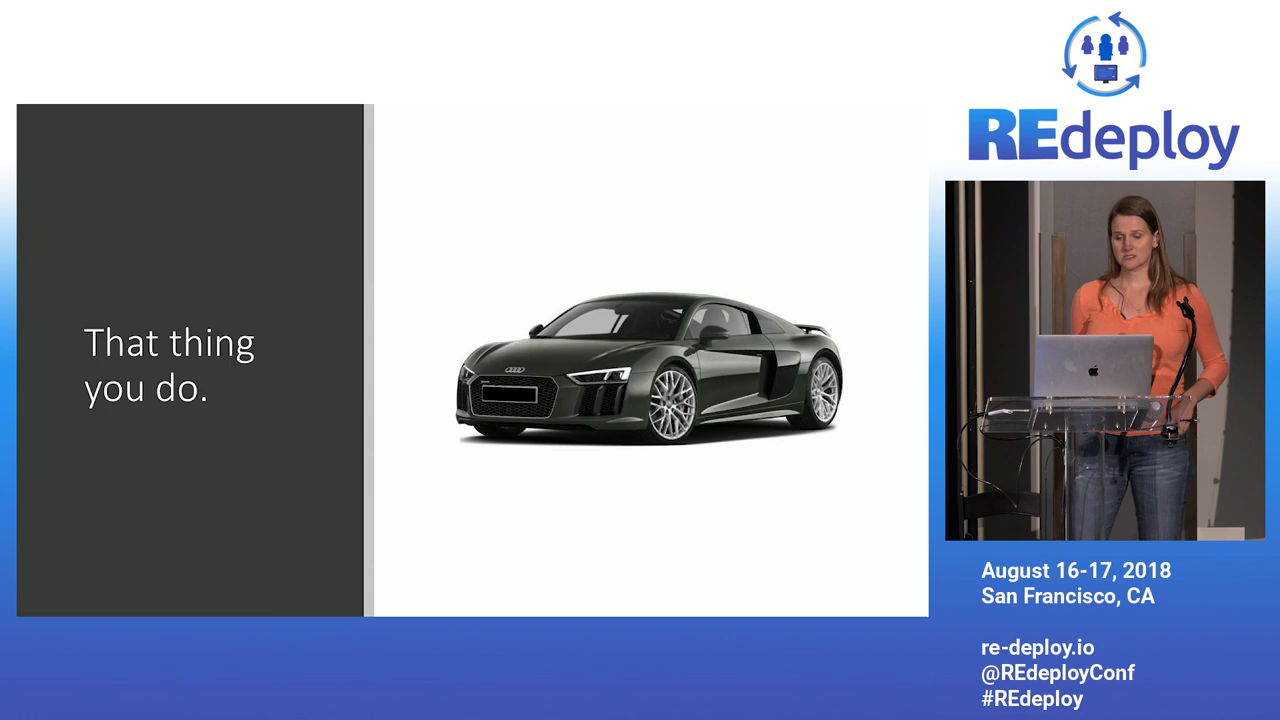 That thing
you do.
REdeploy
August 16-17, 2018
San Francisco, CA
re-deploy.io
@REdeployConf
#REdeploy